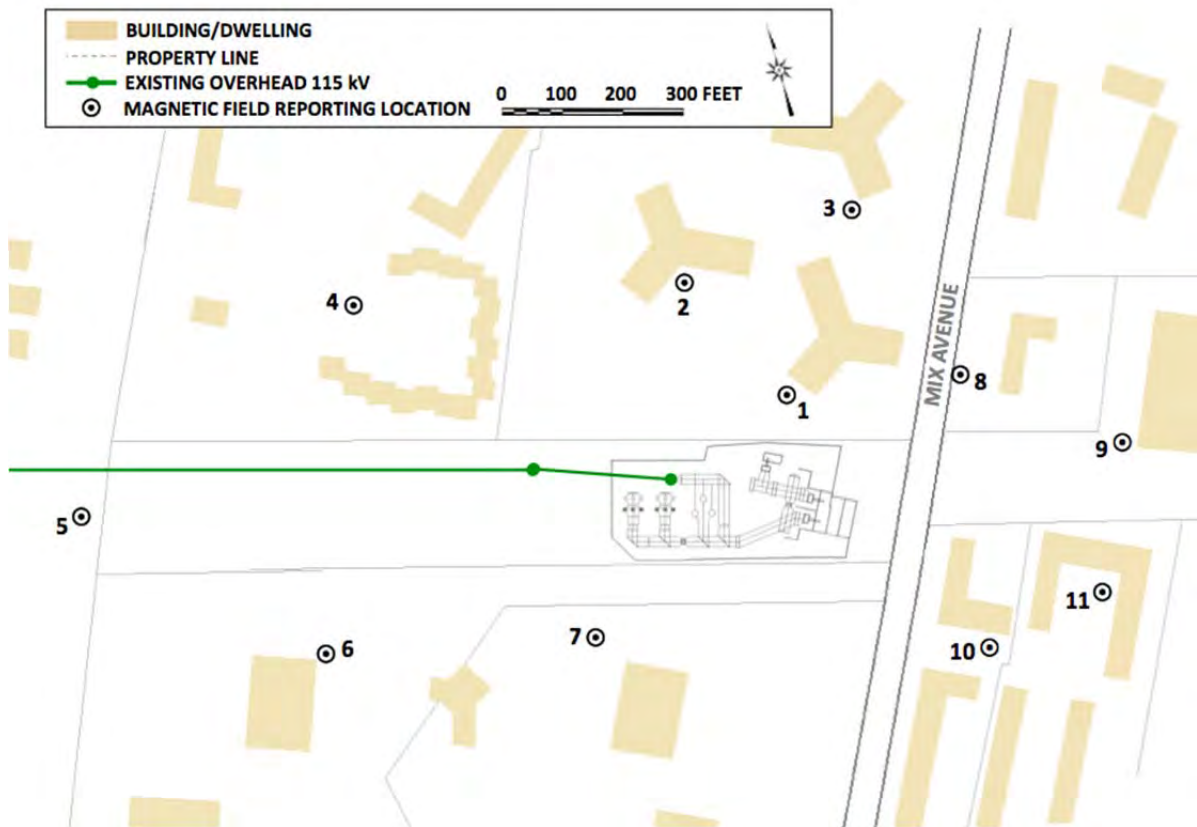 BUILDING/DWELLING
PROPERTY LINE
EXISTING OVERHEAD 115 kV
MAGNETIC FIELD REPORTING LOCATION
0 100 200 300 FEET
3
4
2
MIX AVENUE
8
1
9
5
11
7
6
10